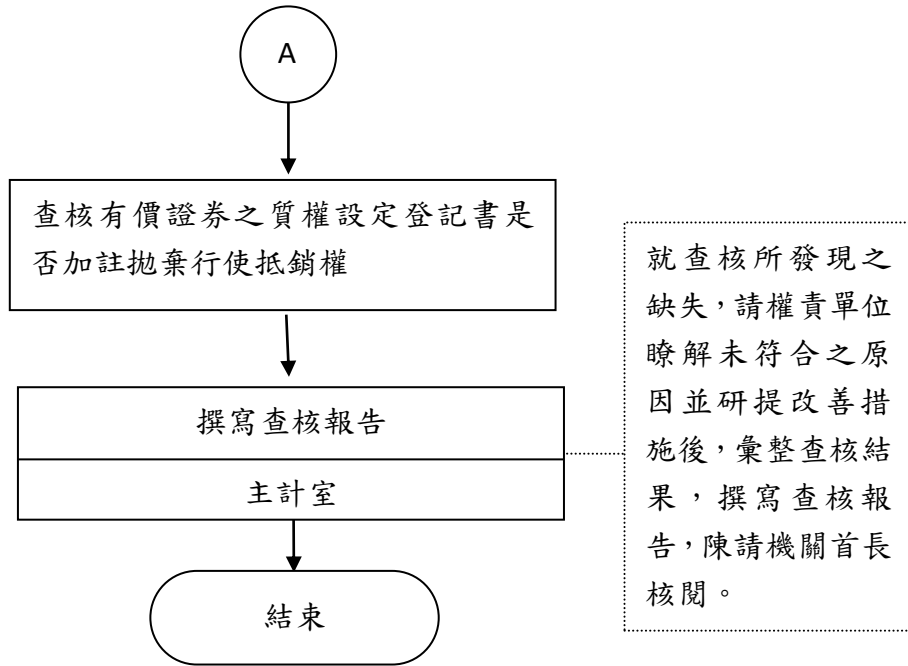 A
查核有價證券之質權設定登記書是
否加註拋棄行使抵銷權
撰寫查核報告
主計室
結束
就查核所發現之
缺失，請權責單位
瞭解未符合之原
因並研提改善措
施後，彙整查核結
果，撰寫查核報
告，陳請機關首長
核閱。